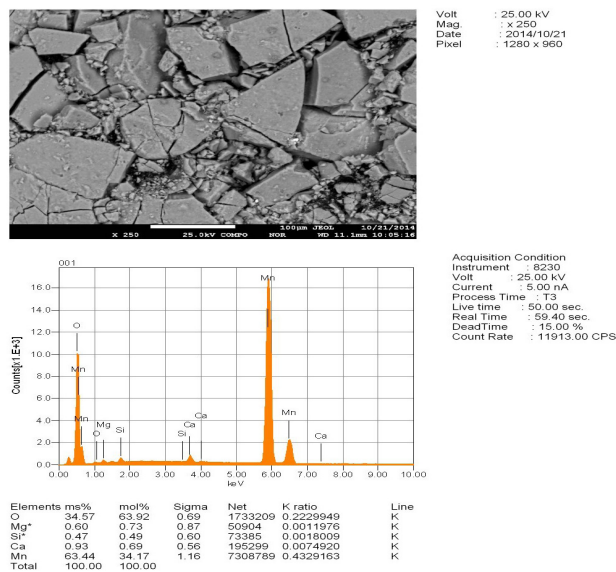 Volt : 25.00 kV
Mag. : x 250
Date : 2014/10/21
Pixel : 1280 x 960
100µm JEOL 10/21/2014
X 250 25.0kV COMPO NOR WD 11.1mm 10:05:16
Acquisition Condition
Instrument : 8230
Volt : 25.00 kV
Current : 5.00 nA
Process Time : T3
Live time : 50.00 sec.
Real Time : 59.40 sec.
DeadTime : 15.00 %
Count Rate : 11913.00 CPS
001
Counts[x1.E+3]
16.0
14.0
12.0
10.0
8.0
6.0
4.0
2.0
0.0
O
Mn
Mn
O
Mg
Si
Si
Ca
Ca
Mn
Mn
Ca
0.00 1.00 2.00 3.00 4.00 5.00 6.00 7.00 8.00 9.00 10.00
keV
Elements ms% mol% Sigma Net K ratio Line
O 34.57 63.92 0.69 1733209 0.2229949 K
Mg* 0.60 0.73 0.87 50904 0.0011976 K
Si* 0.47 0.49 0.60 73385 0.0018009 K
Ca 0.93 0.69 0.56 195299 0.0074920 K
Mn 63.44 34.17 1.16 7308789 0.4329163 K
Total 100.00 100.00